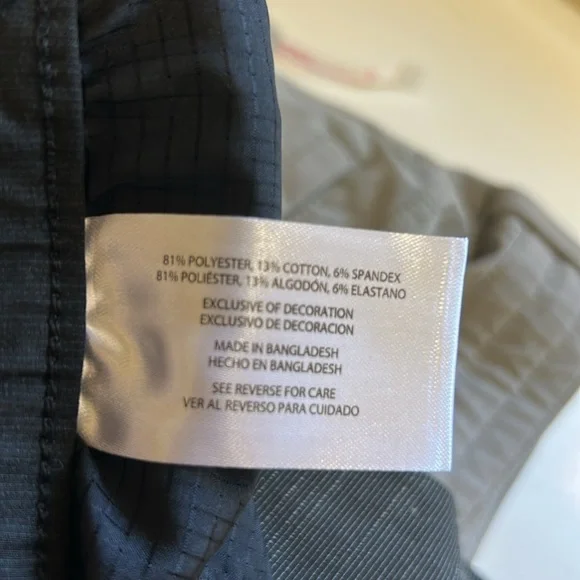 81% POLYESTER, 13% COTTON, 6% SPANDEX
81% POLIÉSTER, 13% ALGODÓN, 6% ELASTANO
EXCLUSIVE OF DECORATION
EXCLUSIVO DE DECORACION
MADE IN BANGLADESH
HECHO EN BANGLADESH
SEE REVERSE FOR CARE
VER AL REVERSO PARA CUIDADO